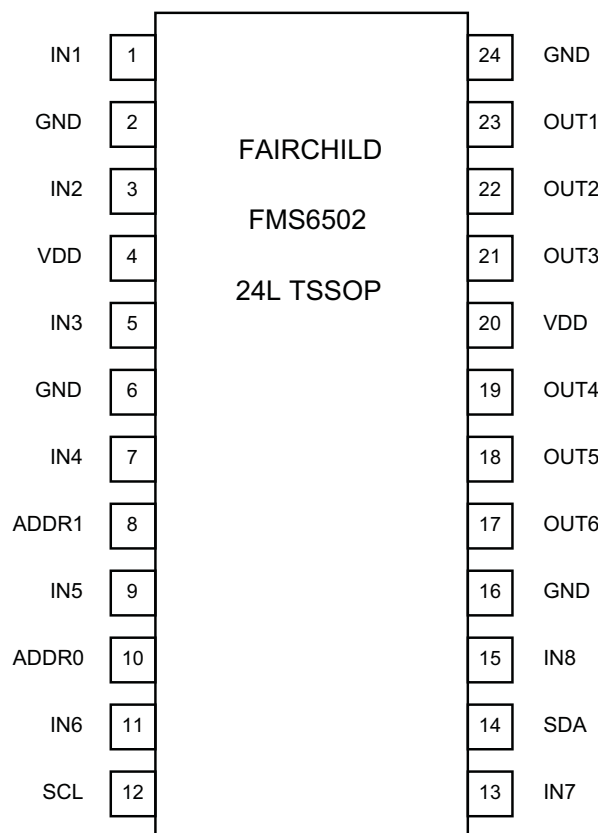 IN1 1 24 GND
GND 2 23 OUT1
FAIRCHILD
IN2 3 22 OUT2
FMS6502
VDD 4 21 OUT3
24L TSSOP
IN3 5 20 VDD
GND 6 19 OUT4
IN4 7 18 OUT5
ADDR1 8 17 OUT6
IN5 9 16 GND
ADDR0 10 15 IN8
IN6 11 14 SDA
SCL 12 13 IN7